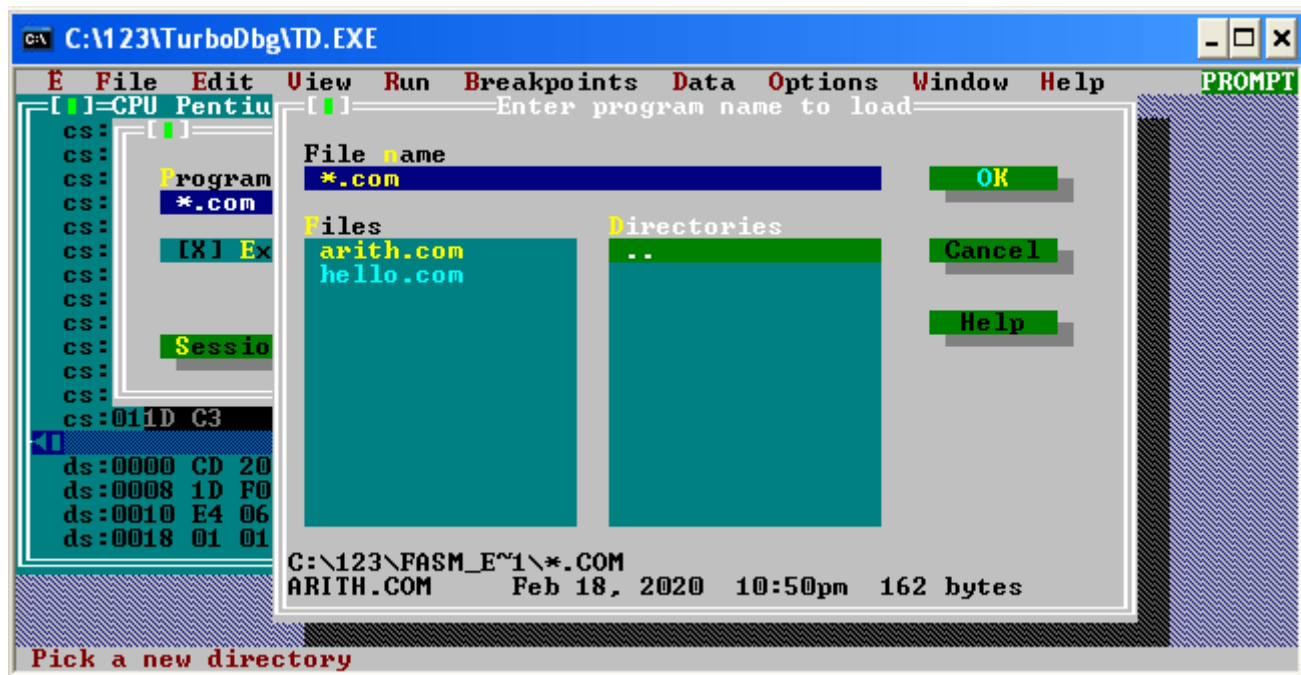 C:\123\TurboDbg\TD.EXE
Ë File Edit View Run Breakpoints Data Options Window Help PROMPT
[▮]=CPU Pentiu
[▮]=Enter program name to load
cs:
[▮]
cs:
File name
cs: Program *.com OK
cs: *.com
cs: Files Directories
cs: [X] Ex arith.com .. Cancel
cs: hello.com
cs:
cs: Help
cs: Sessio
cs:
cs:
cs:011D C3
ds:0000 CD 20
ds:0008 1D F0
ds:0010 E4 06
ds:0018 01 01
C:\123\FASM_E~1\*.COM
ARITH.COM Feb 18, 2020 10:50pm 162 bytes
Pick a new directory